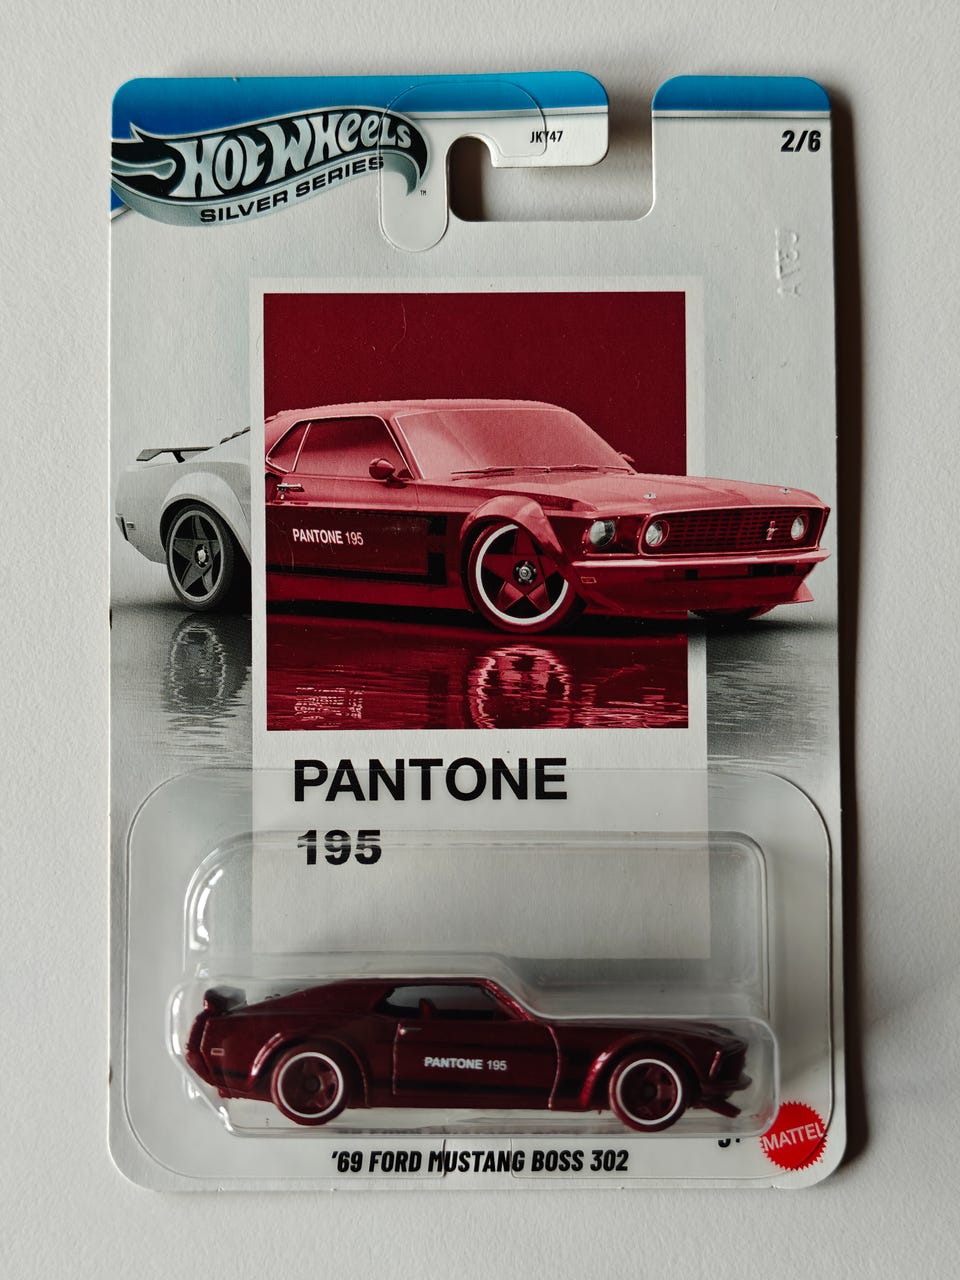 HOT WHEELS
™
SILVER SERIES
JKY47
2/6
PANTONE 195
PANTONE
195
PANTONE 195
MATTEL
'69 FORD MUSTANG BOSS 302